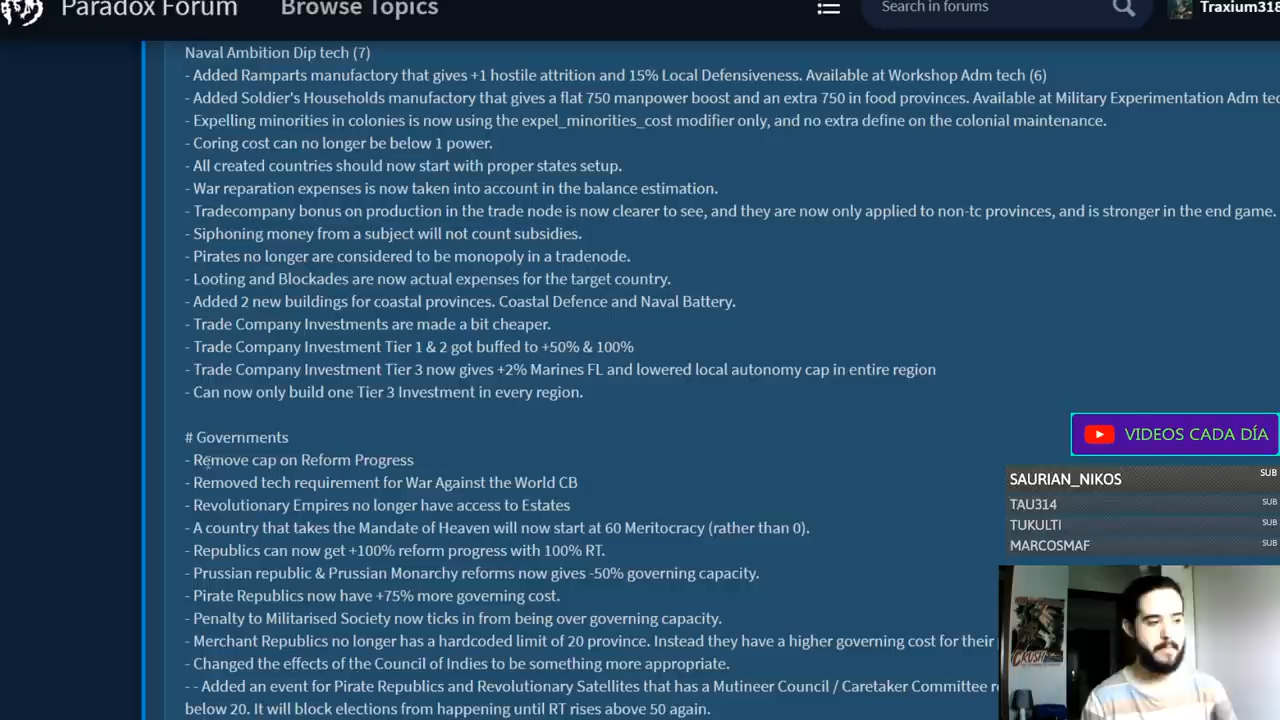 Paradox Forum
Browse Topics
Search in forums
Traxium318
Naval Ambition Dip tech (7)
- Added Ramparts manufactory that gives +1 hostile attrition and 15% Local Defensiveness. Available at Workshop Adm tech (6)
- Added Soldier's Households manufactory that gives a flat 750 manpower boost and an extra 750 in food provinces. Available at Military Experimentation Adm tec
- Expelling minorities in colonies is now using the expel_minorities_cost modifier only, and no extra define on the colonial maintenance.
- Coring cost can no longer be below 1 power.
- All created countries should now start with proper states setup.
- War reparation expenses is now taken into account in the balance estimation.
- Tradecompany bonus on production in the trade node is now clearer to see, and they are now only applied to non-tc provinces, and is stronger in the end game.
- Siphoning money from a subject will not count subsidies.
- Pirates no longer are considered to be monopoly in a tradenode.
- Looting and Blockades are now actual expenses for the target country.
- Added 2 new buildings for coastal provinces. Coastal Defence and Naval Battery.
- Trade Company Investments are made a bit cheaper.
- Trade Company Investment Tier 1 & 2 got buffed to +50% & 100%
- Trade Company Investment Tier 3 now gives +2% Marines FL and lowered local autonomy cap in entire region
- Can now only build one Tier 3 Investment in every region.
# Governments
- Remove cap on Reform Progress
- Removed tech requirement for War Against the World CB
- Revolutionary Empires no longer have access to Estates
- A country that takes the Mandate of Heaven will now start at 60 Meritocracy (rather than 0).
- Republics can now get +100% reform progress with 100% RT.
- Prussian republic & Prussian Monarchy reforms now gives -50% governing capacity.
- Pirate Republics now have +75% more governing cost.
- Penalty to Militarised Society now ticks in from being over governing capacity.
- Merchant Republics no longer has a hardcoded limit of 20 province. Instead they have a higher governing cost for their
- Changed the effects of the Council of Indies to be something more appropriate.
- - Added an event for Pirate Republics and Revolutionary Satellites that has a Mutineer Council / Caretaker Committee
below 20. It will block elections from happening until RT rises above 50 again.
VIDEOS CADA DÍA
SAURIAN_NIKOS SUB
TAU314 SUB
TUKULTI SUB
MARCOSMAF SUB